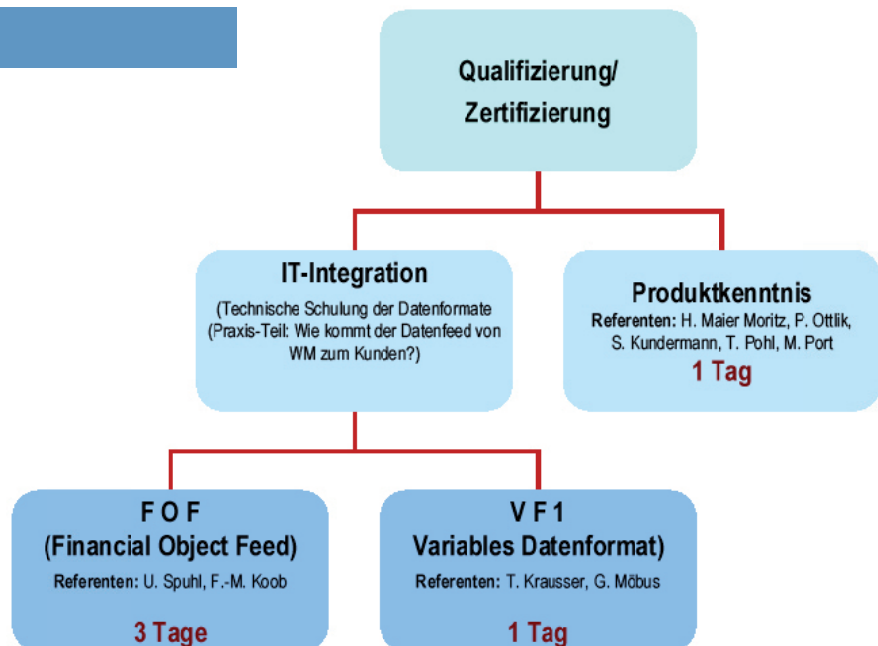 Qualifizierung/
Zertifizierung
IT-Integration
(Technische Schulung der Datenformate
(Praxis-Teil: Wie kommt der Datenfeed von
WM zum Kunden?)
Produktkenntnis
Referenten: H. Maier Moritz, P. Ottlik,
S. Kundermann, T. Pohl, M. Port
1 Tag
F O F
(Financial Object Feed)
Referenten: U. Spuhl, F.-M. Koob
3 Tage
V F 1
Variables Datenformat)
Referenten: T. Krausser, G. Möbus
1 Tag